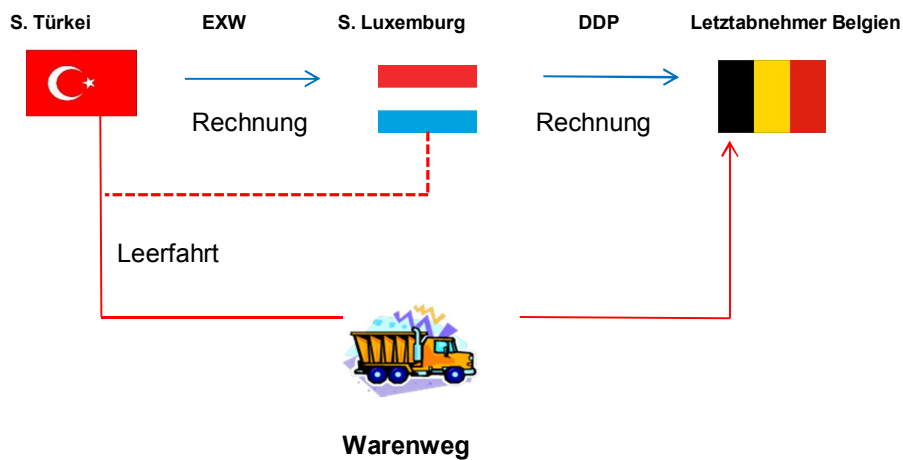 S. Türkei EXW S. Luxemburg DDP Letztabnehmer Belgien
Rechnung Rechnung
Leerfahrt
Warenweg